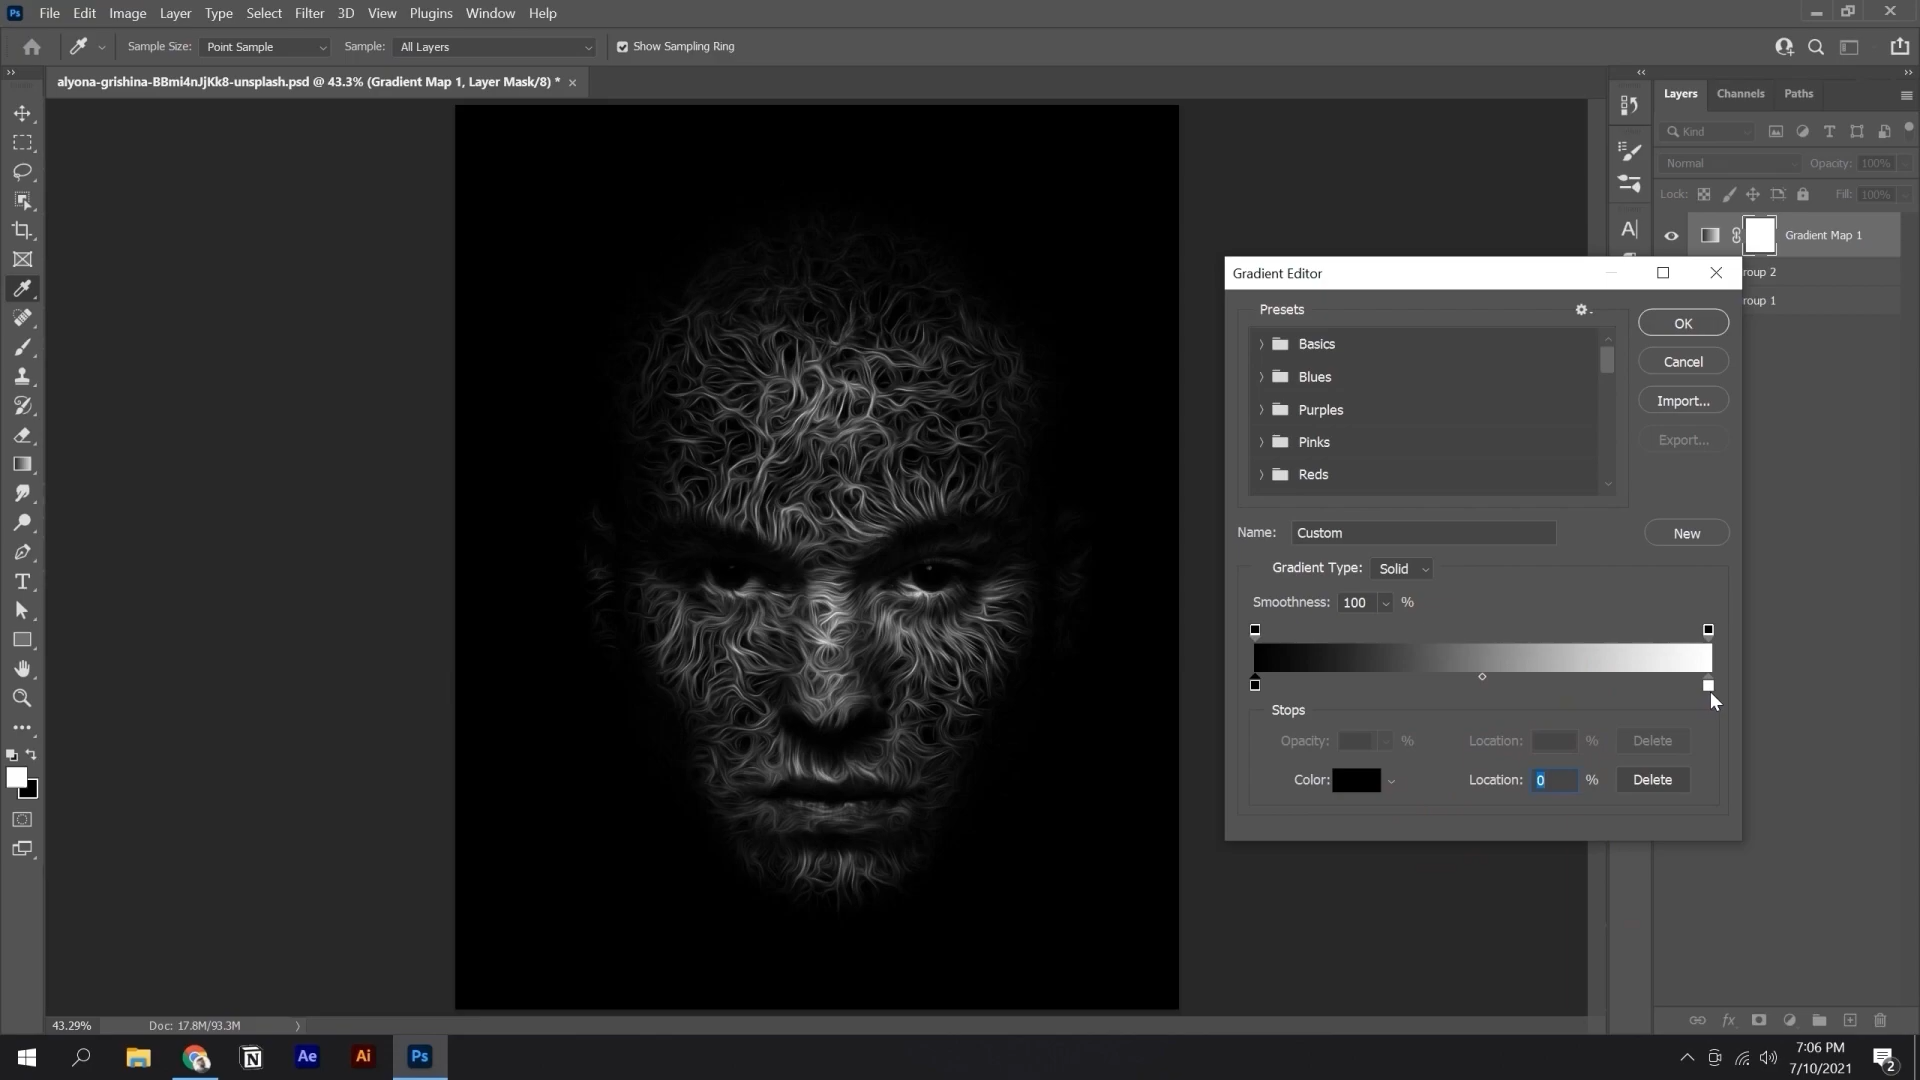 Ps File Edit Image Layer Type Select Filter 3D View Plugins Window Help
Sample Size: Point Sample Sample: All Layers Show Sampling Ring
alyona-grishina-BBmi4nJjKk8-unsplash.psd @ 43.3% (Gradient Map 1, Layer Mask/8) *
Layers Channels Paths
Kind
Normal Opacity: 100%
Lock: Fill: 100%
Gradient Map 1
roup 2
roup 1
Gradient Editor
Presets
Basics
Blues
Purples
Pinks
Reds
OK
Cancel
Import...
Export...
Name: Custom New
Gradient Type: Solid
Smoothness: 100 %
Stops
Opacity: % Location: % Delete
Color: Location: 0 % Delete
43.29% Doc: 17.8M/93.3M
Ae Ai Ps
7:06 PM
7/10/2021
2